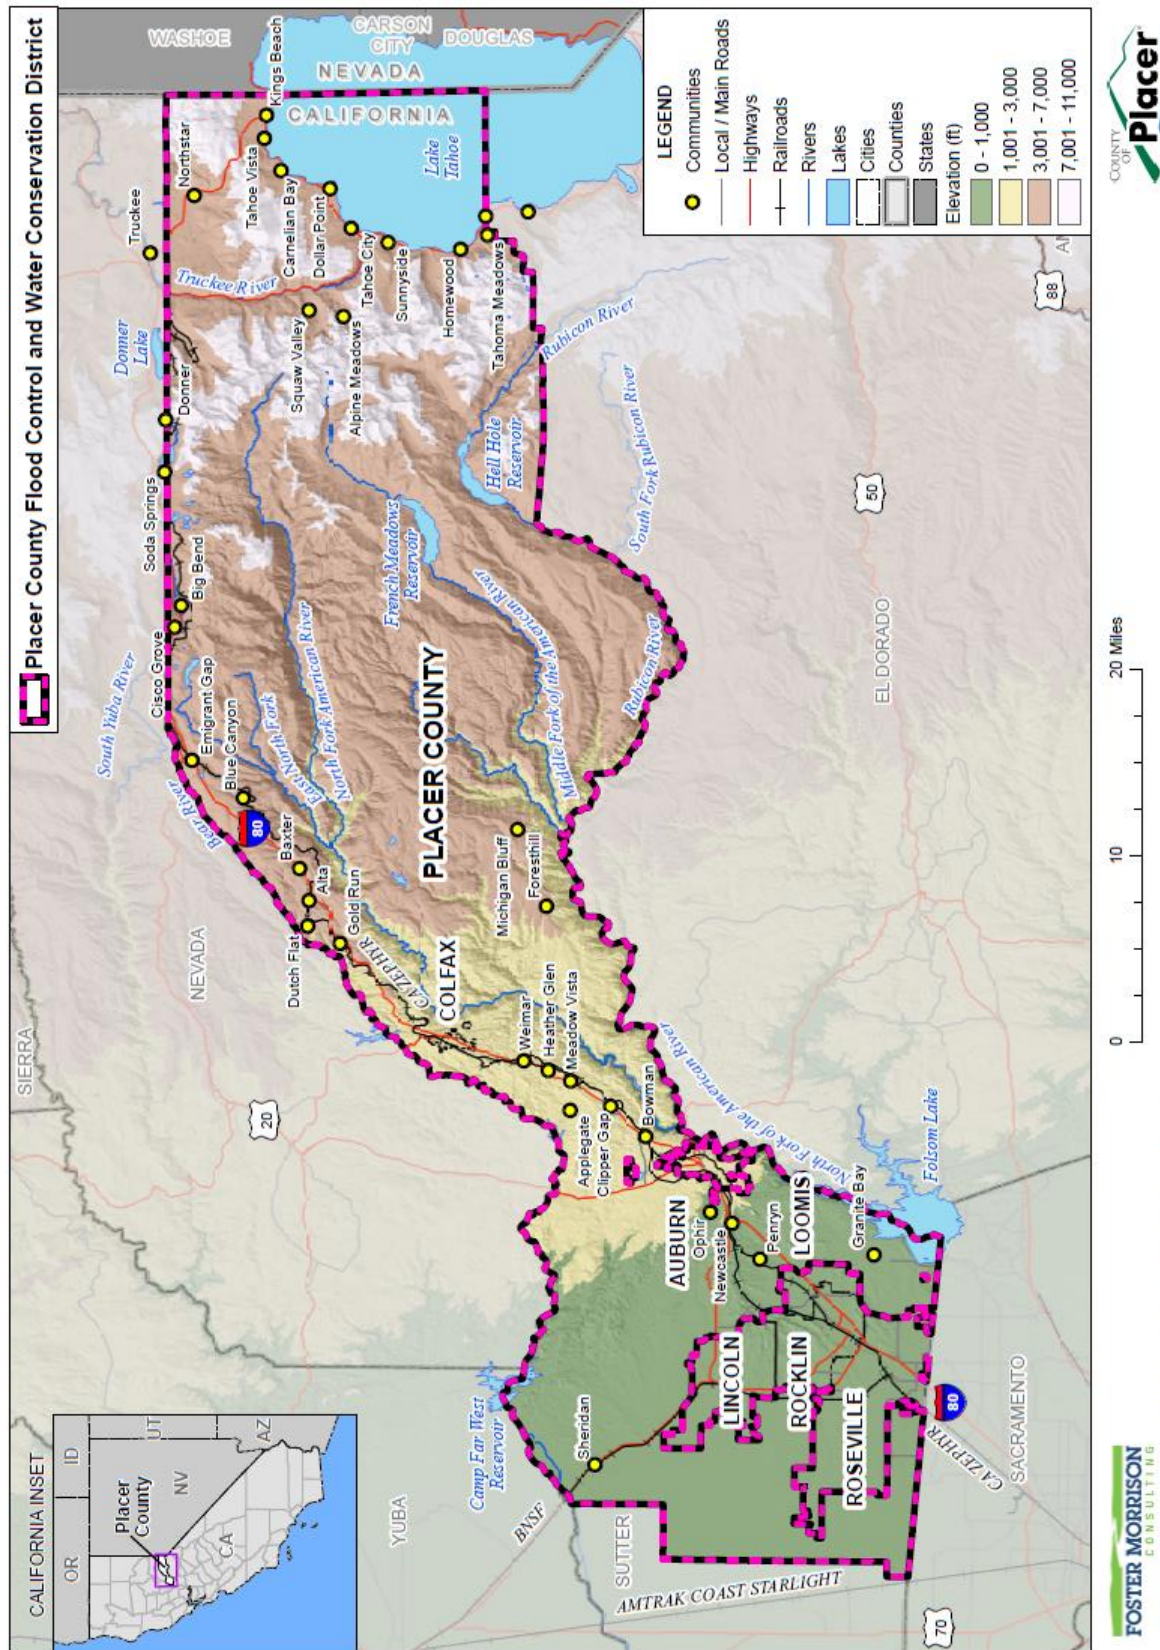 Placer County Flood Control and Water Conservation District
CALIFORNIA INSET
OR
ID
UT
NV
CA
AZ
Placer
County
SIERRA
NEVADA
YUBA
SUTTER
SACRAMENTO
EL DORADO
WASHOE
CARSON
CITY
DOUGLAS
NEVADA
CALIFORNIA
20
80
South Yuba River
Bear River
Truckee
Donner
Lake
Northstar
Truckee River
Kings Beach
Tahoe Vista
Carnelian Bay
Dollar Point
Tahoe City
Sunnyside
Homewood
Tahoma Meadows
Lake
Tahoe
Squaw Valley
Alpine Meadows
Donner
Soda Springs
Big Bend
Cisco Grove
Emigrant Gap
Blue Canyon
Baxter
Alta
Dutch Flat
Gold Run
East North Fork
North Fork American River
French Meadows
Reservoir
Hell Hole
Reservoir
Rubicon River
South Fork Rubicon River
Middle Fork of the American River
Rubicon River
PLACER COUNTY
Michigan Bluff
Foresthill
CA ZEPHYR
COLFAX
Weimar
Heather Glen
Meadow Vista
Applegate
Clipper Gap
Bowman
North Fork of the American River
Folsom Lake
AUBURN
Ophir
Newcastle
Penryn
LOOMIS
Granite Bay
Camp Far West
Reservoir
Sheridan
BNSF
LINCOLN
ROCKLIN
ROSEVILLE
80
CA ZEPHYR
AMTRAK COAST STARLIGHT
70
50
88
AM
0
10
20 Miles
LEGEND
Communities
Local / Main Roads
Highways
Railroads
Rivers
Lakes
Cities
Counties
States
Elevation (ft)
0 - 1,000
1,001 - 3,000
3,001 - 7,000
7,001 - 11,000
FOSTER MORRISON
CONSULTING
COUNTY
OF
Placer